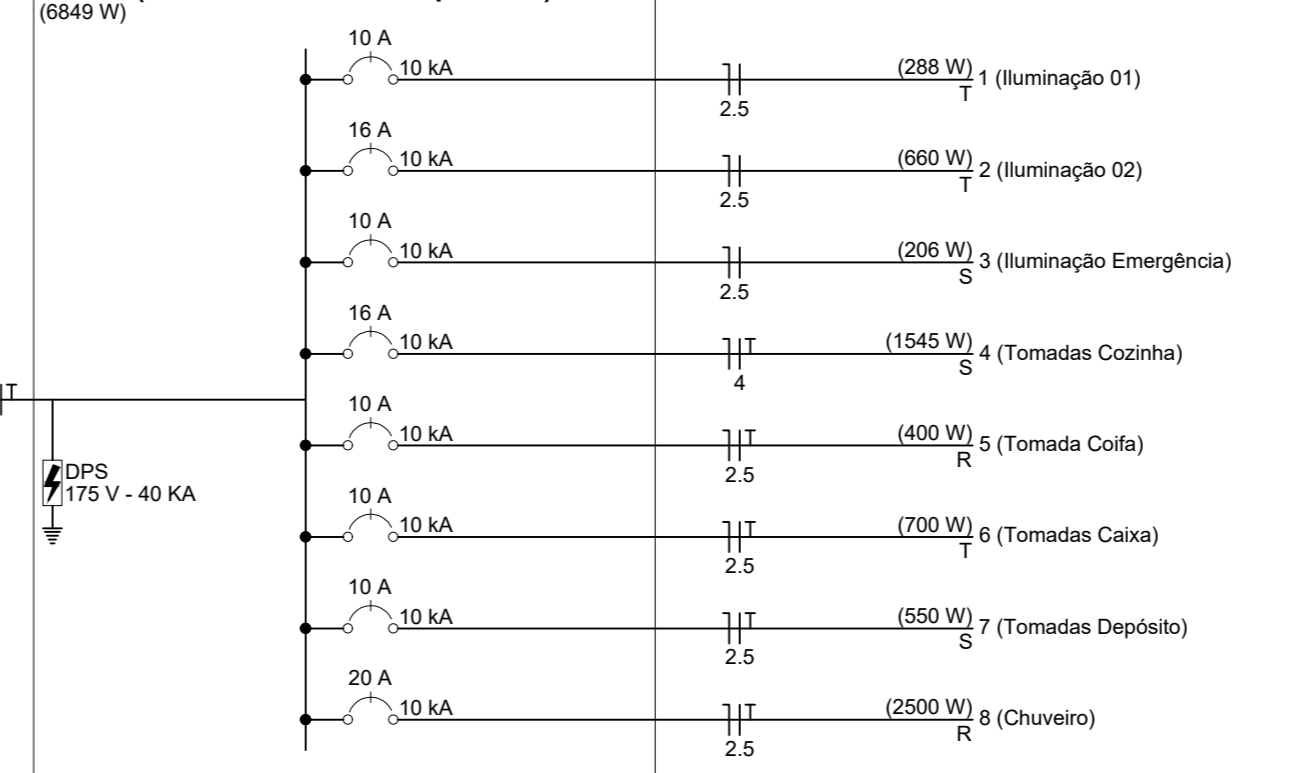 (6849 W)
10 A
10 kA
2.5
(288 W)
T
1 (Iluminação 01)
16 A
10 kA
2.5
(660 W)
T
2 (Iluminação 02)
10 A
10 kA
2.5
(206 W)
S
3 (Iluminação Emergência)
16 A
10 kA
T
4
(1545 W)
S
4 (Tomadas Cozinha)
T
10 A
10 kA
T
2.5
(400 W)
R
5 (Tomada Coifa)
DPS
175 V - 40 KA
10 A
10 kA
T
2.5
(700 W)
T
6 (Tomadas Caixa)
10 A
10 kA
T
2.5
(550 W)
S
7 (Tomadas Depósito)
20 A
10 kA
T
2.5
(2500 W)
R
8 (Chuveiro)